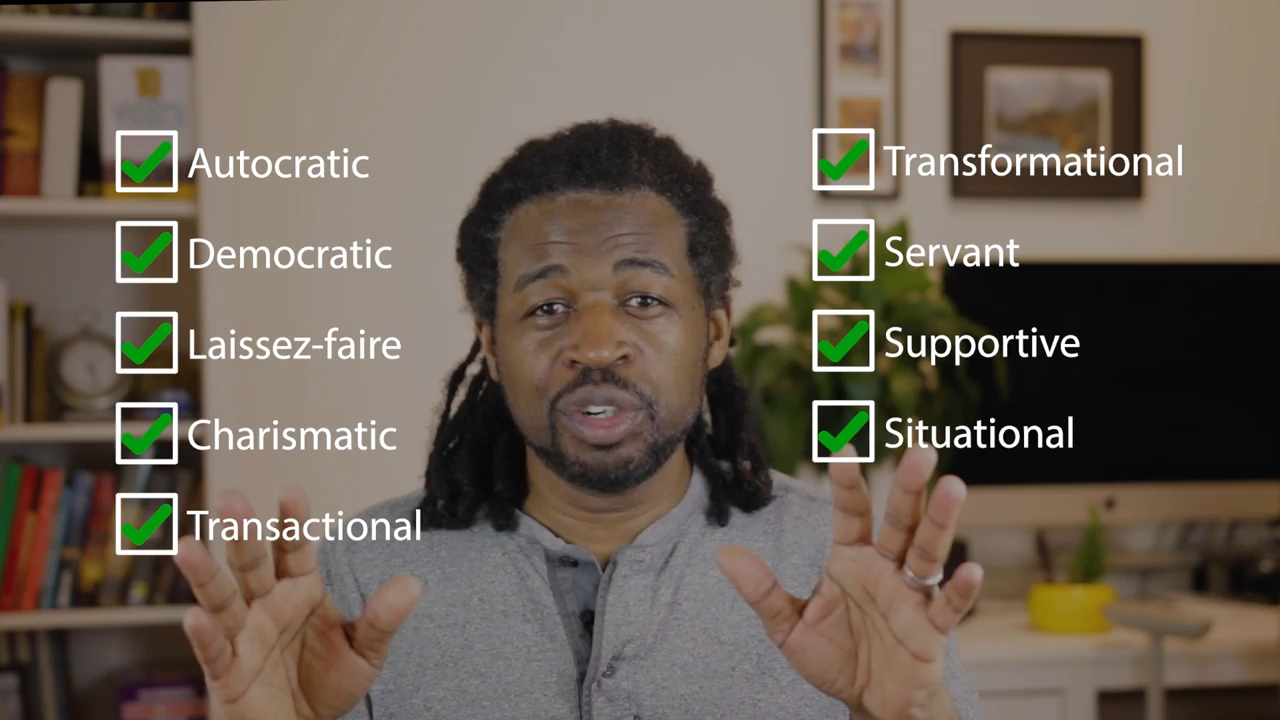 Autocratic
Democratic
Laissez-faire
Charismatic
Transactional
Transformational
Servant
Supportive
Situational